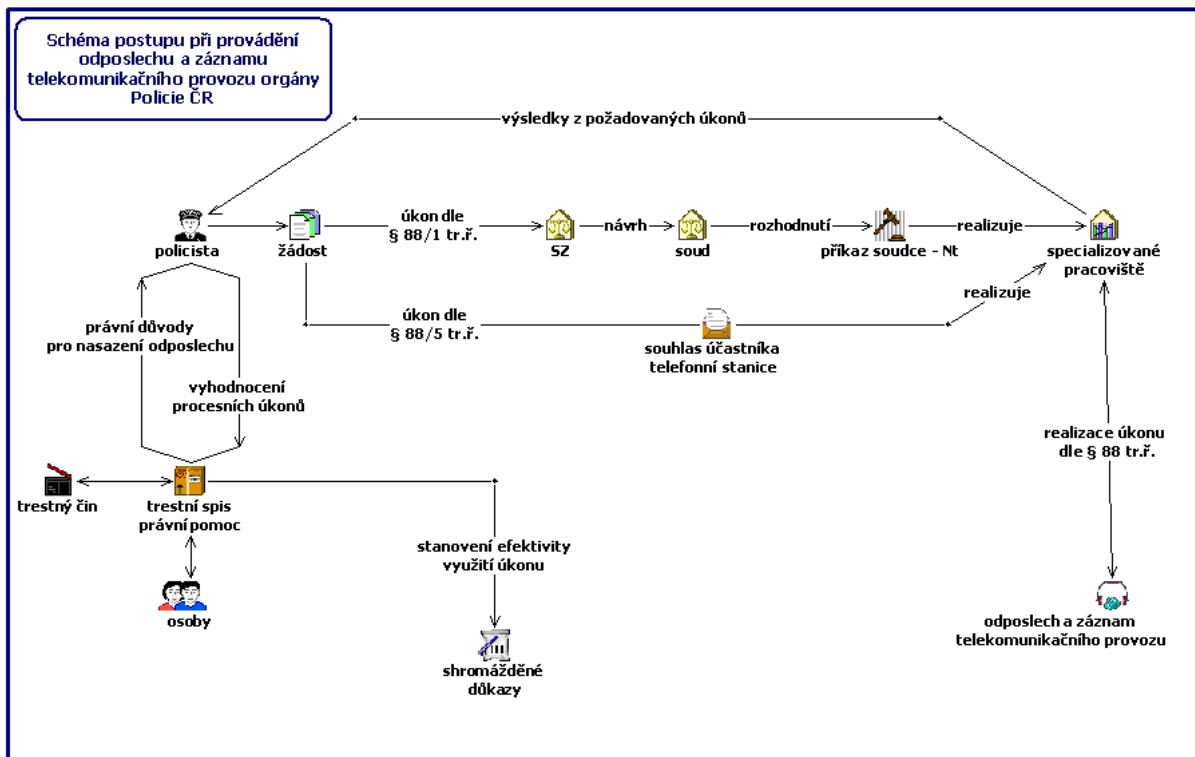 Schéma postupu při provádění
odposlechu a záznamu
telekomunikačního provozu orgány
Policie ČR
výsledky z požadovaných úkonů
policista
žádost
úkon dle
§ 88/1 tr.ř.
SZ
návrh
soud
rozhodnutí
příkaz soudce - Nt
realizuje
specializované
pracoviště
právní důvody
pro nasazení odposlechu
úkon dle
§ 88/5 tr.ř.
souhlas účastníka
telefonní stanice
realizuje
vyhodnocení
procesních úkonů
realizace úkonu
dle § 88 tr.ř.
trestný čin
trestní spis
právní pomoc
stanovení efektivity
využití úkonu
osoby
shromážděné
důkazy
odposlech a záznam
telekomunikačního provozu